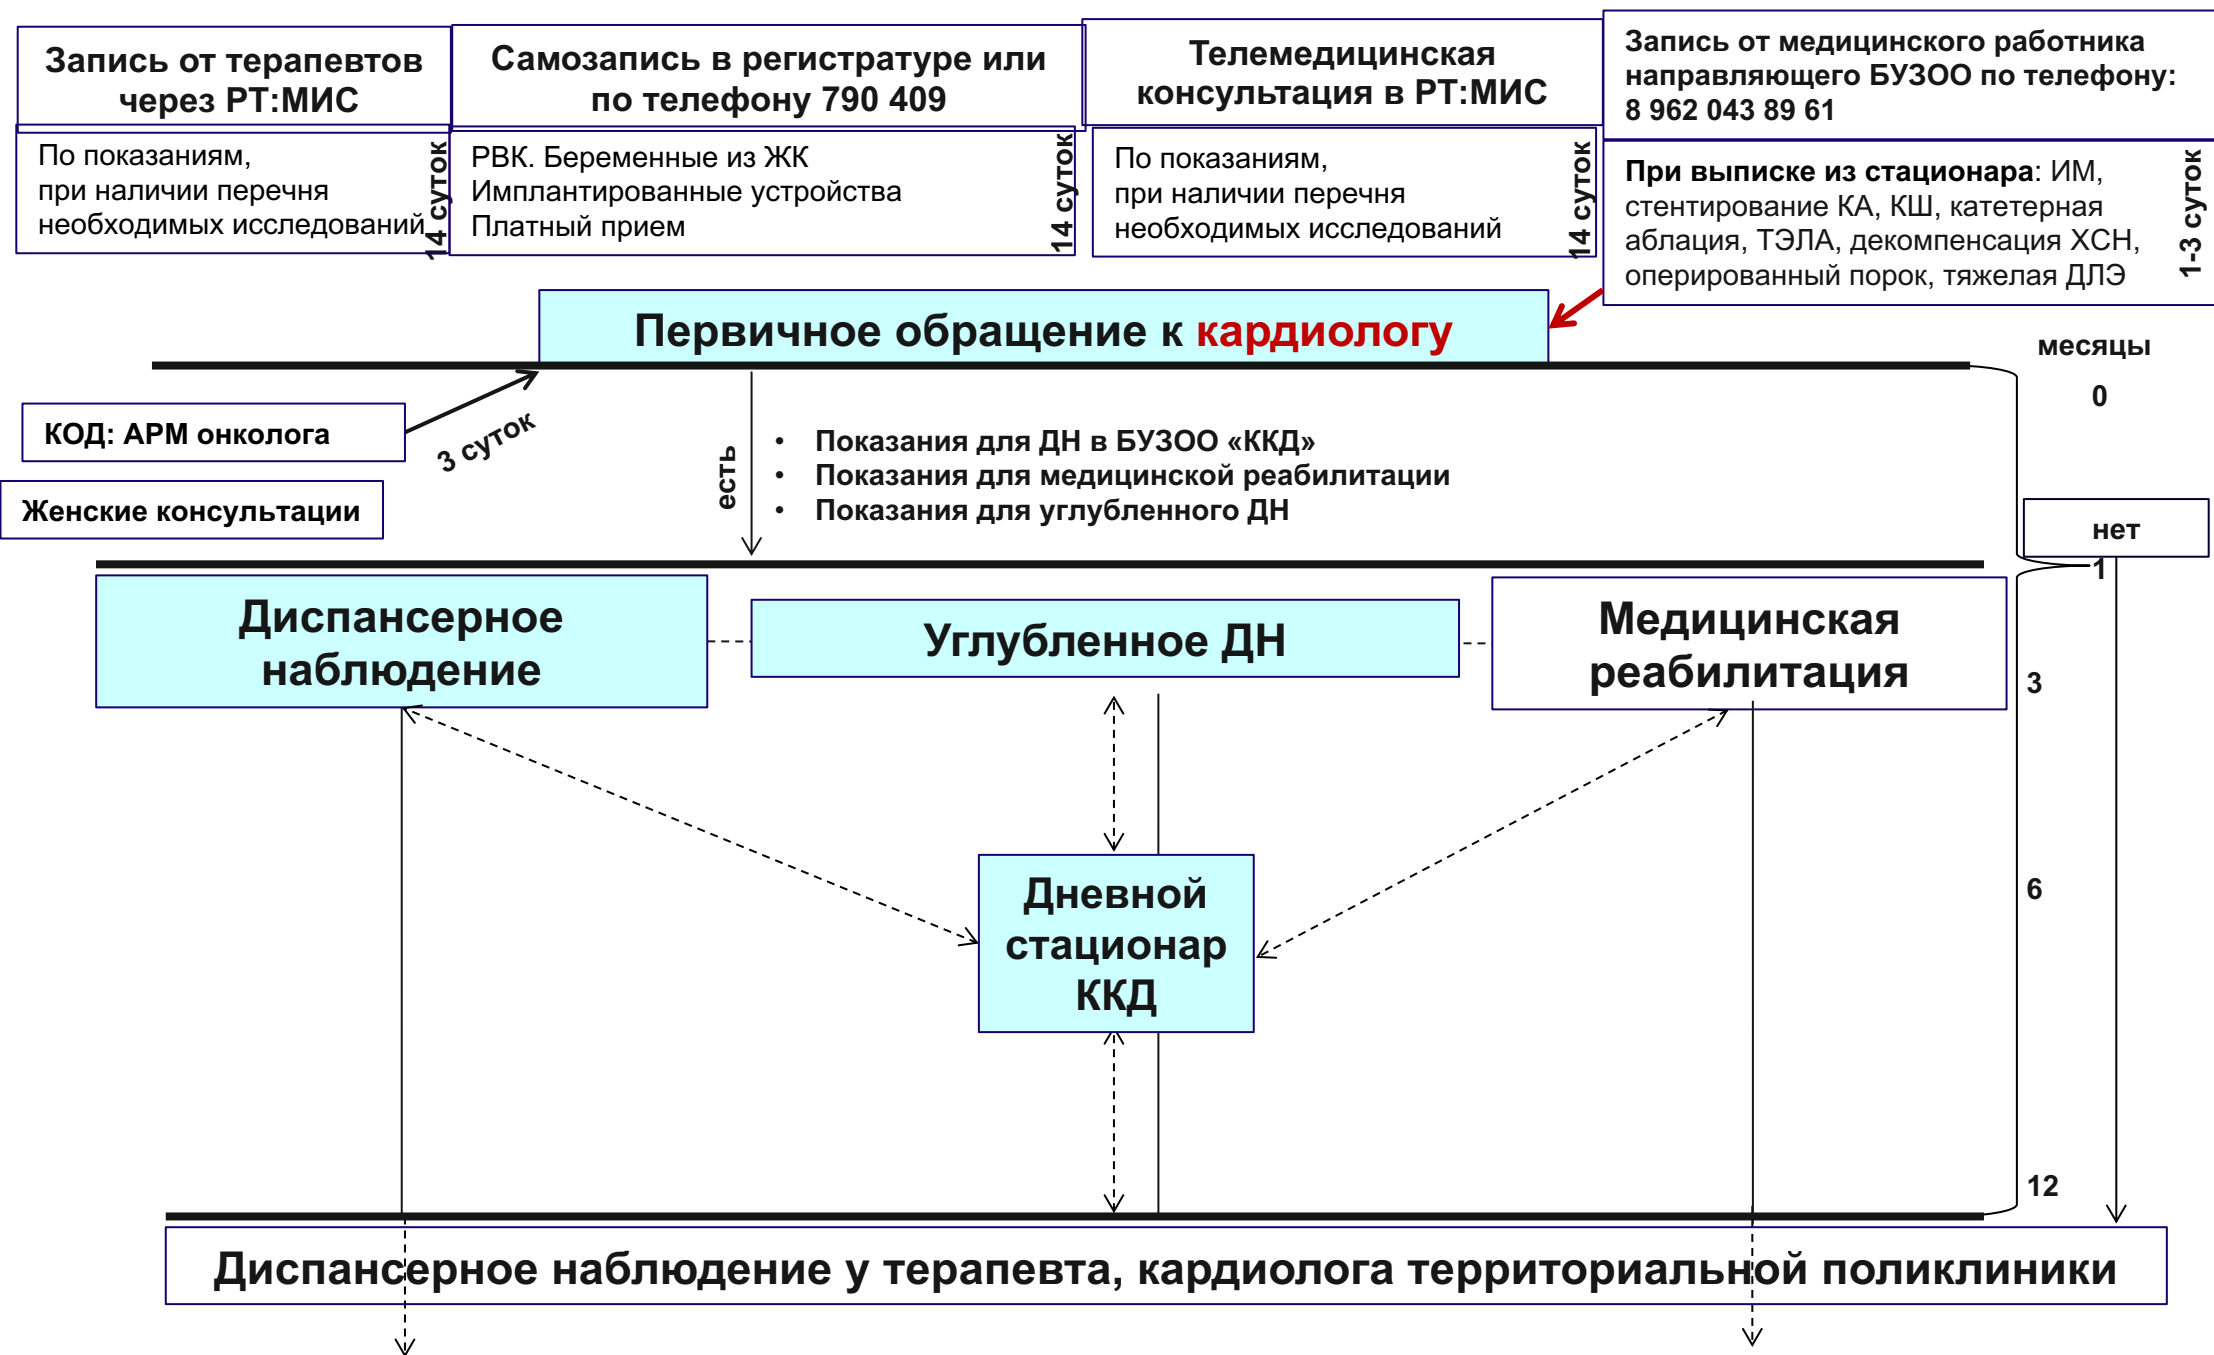 Запись от терапевтов
через РТ:МИС
По показаниям,
при наличии перечня
необходимых исследований
14 суток
Самозапись в регистратуре или
по телефону 790 409
РВК. Беременные из ЖК
Имплантированные устройства
Платный прием
14 суток
Телемедицинская
консультация в РТ:МИС
По показаниям,
при наличии перечня
необходимых исследований
14 суток
Запись от медицинского работника
направляющего БУЗОО по телефону:
8 962 043 89 61
При выписке из стационара: ИМ,
стентирование КА, КШ, катетерная
аблация, ТЭЛА, декомпенсация ХСН,
оперированный порок, тяжелая ДЛЭ
1-3 суток
Первичное обращение к кардиологу
месяцы
0
КОД: АРМ онколога
3 суток
Женские консультации
есть
• Показания для ДН в БУЗОО «ККД»
• Показания для медицинской реабилитации
• Показания для углубленного ДН
нет
1
Диспансерное
наблюдение
Углубленное ДН
Медицинская
реабилитация
3
Дневной
стационар
ККД
6
12
Диспансерное наблюдение у терапевта, кардиолога территориальной поликлиники